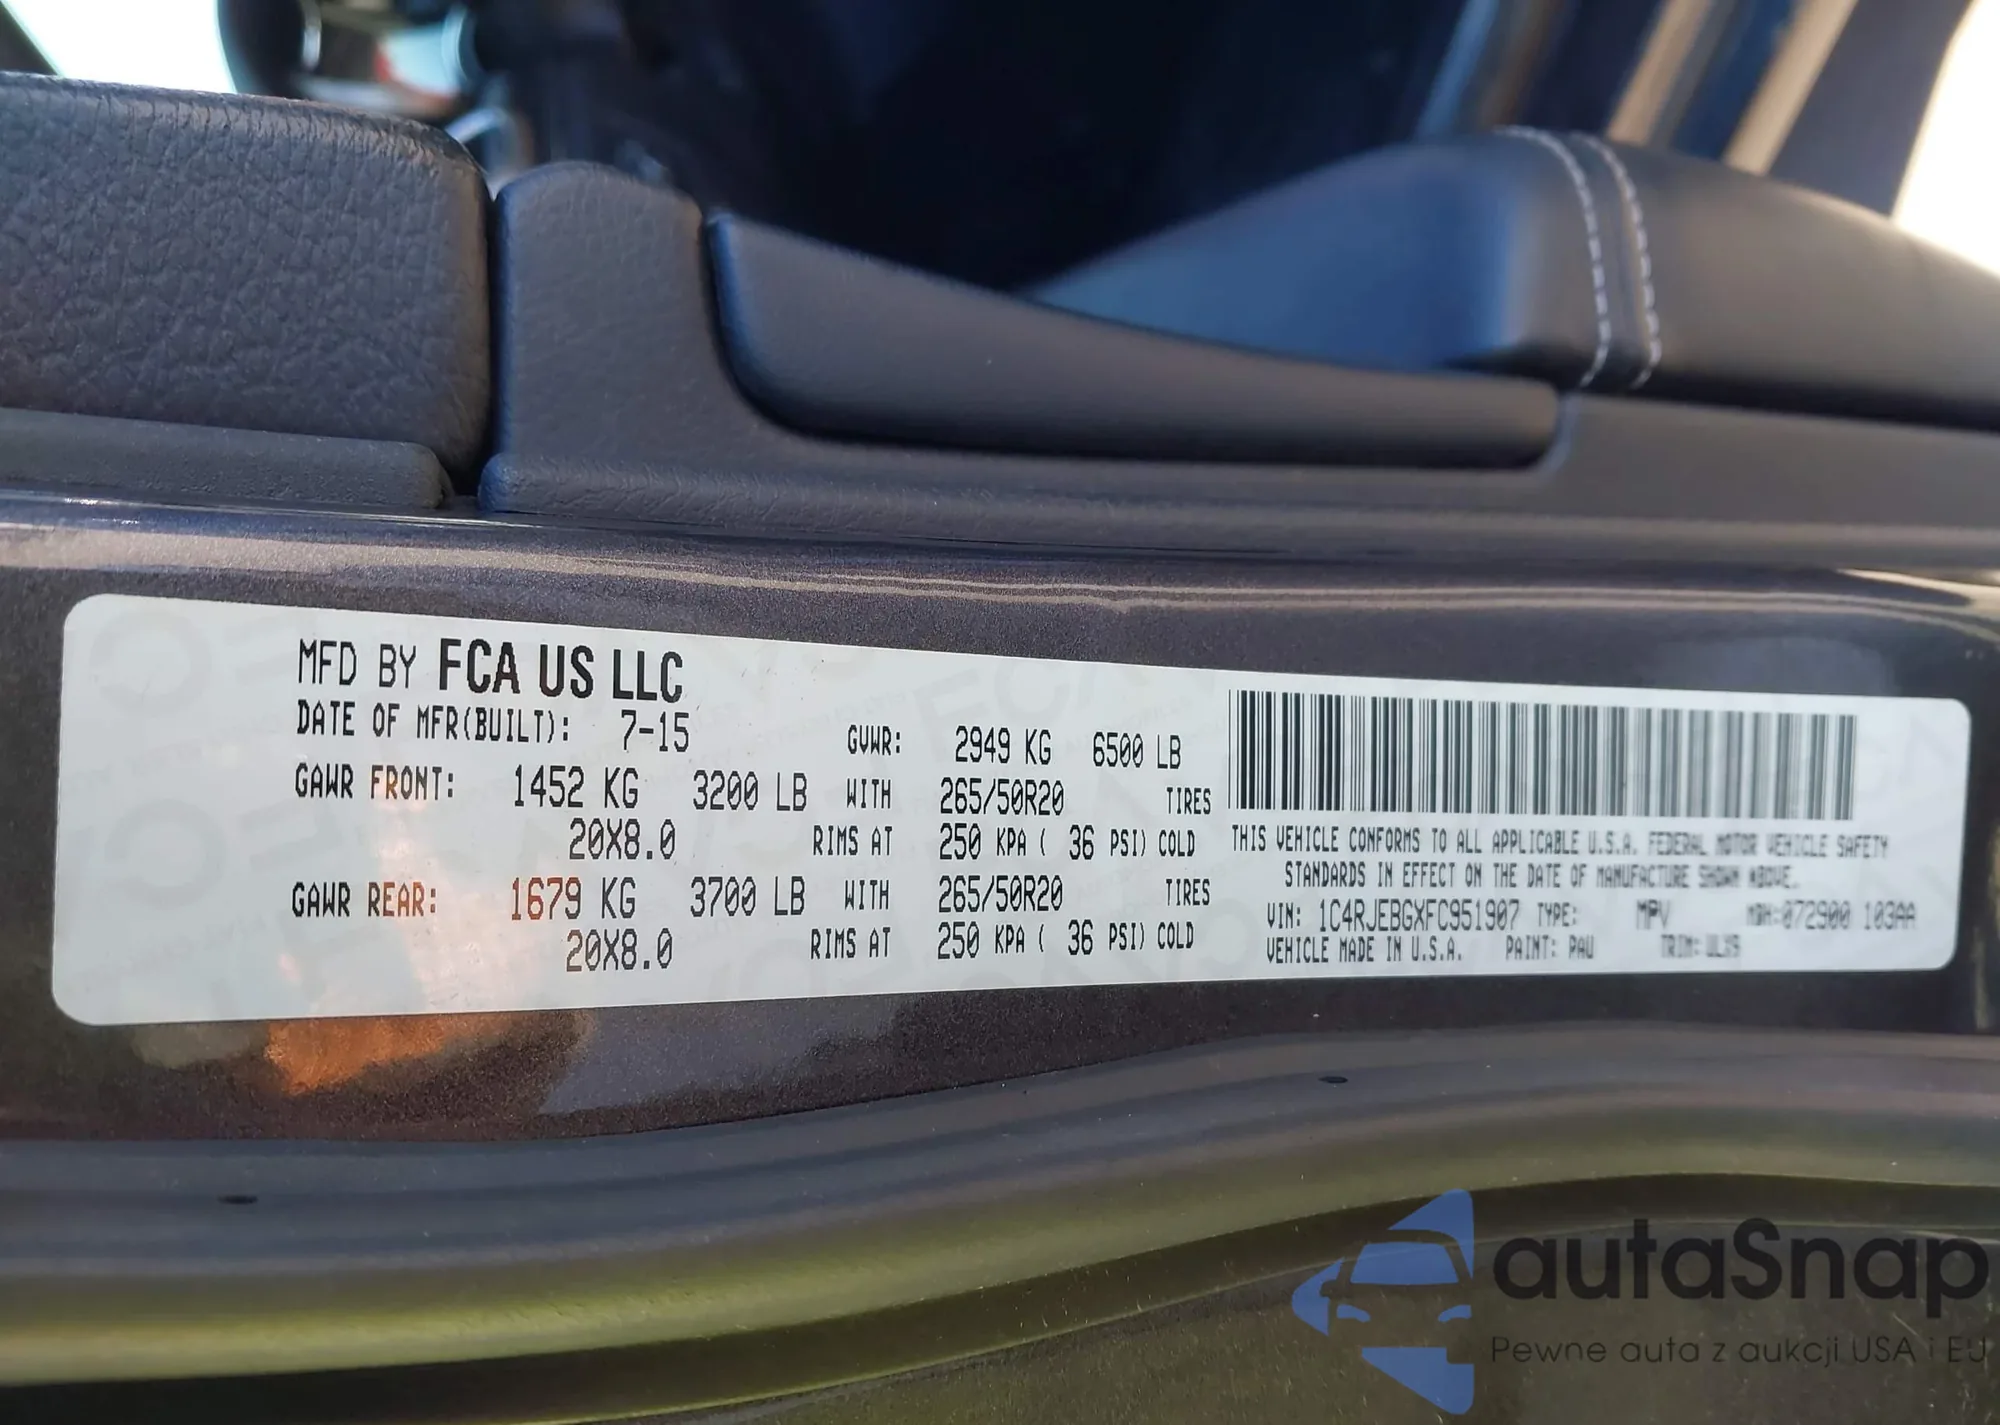 MFD BY FCA US LLC
DATE OF MFR(BUILT): 7-15 GVWR: 2949 KG 6500 LB
GAWR FRONT: 1452 KG 3200 LB WITH 265/50R20 TIRES
20X8.0 RIMS AT 250 KPA ( 36 PSI) COLD
GAWR REAR: 1679 KG 3700 LB WITH 265/50R20 TIRES
20X8.0 RIMS AT 250 KPA ( 36 PSI) COLD
THIS VEHICLE CONFORMS TO ALL APPLICABLE U.S.A. FEDERAL MOTOR VEHICLE SAFETY
STANDARDS IN EFFECT ON THE DATE OF MANUFACTURE SHOWN ABOVE.
VIN: 1C4RJEBGXFC951907 TYPE: MPV MDH:072900 103AA
VEHICLE MADE IN U.S.A. PAINT: PAU TRIM:
autaSnap
Pewne auta z aukcji USA i EU